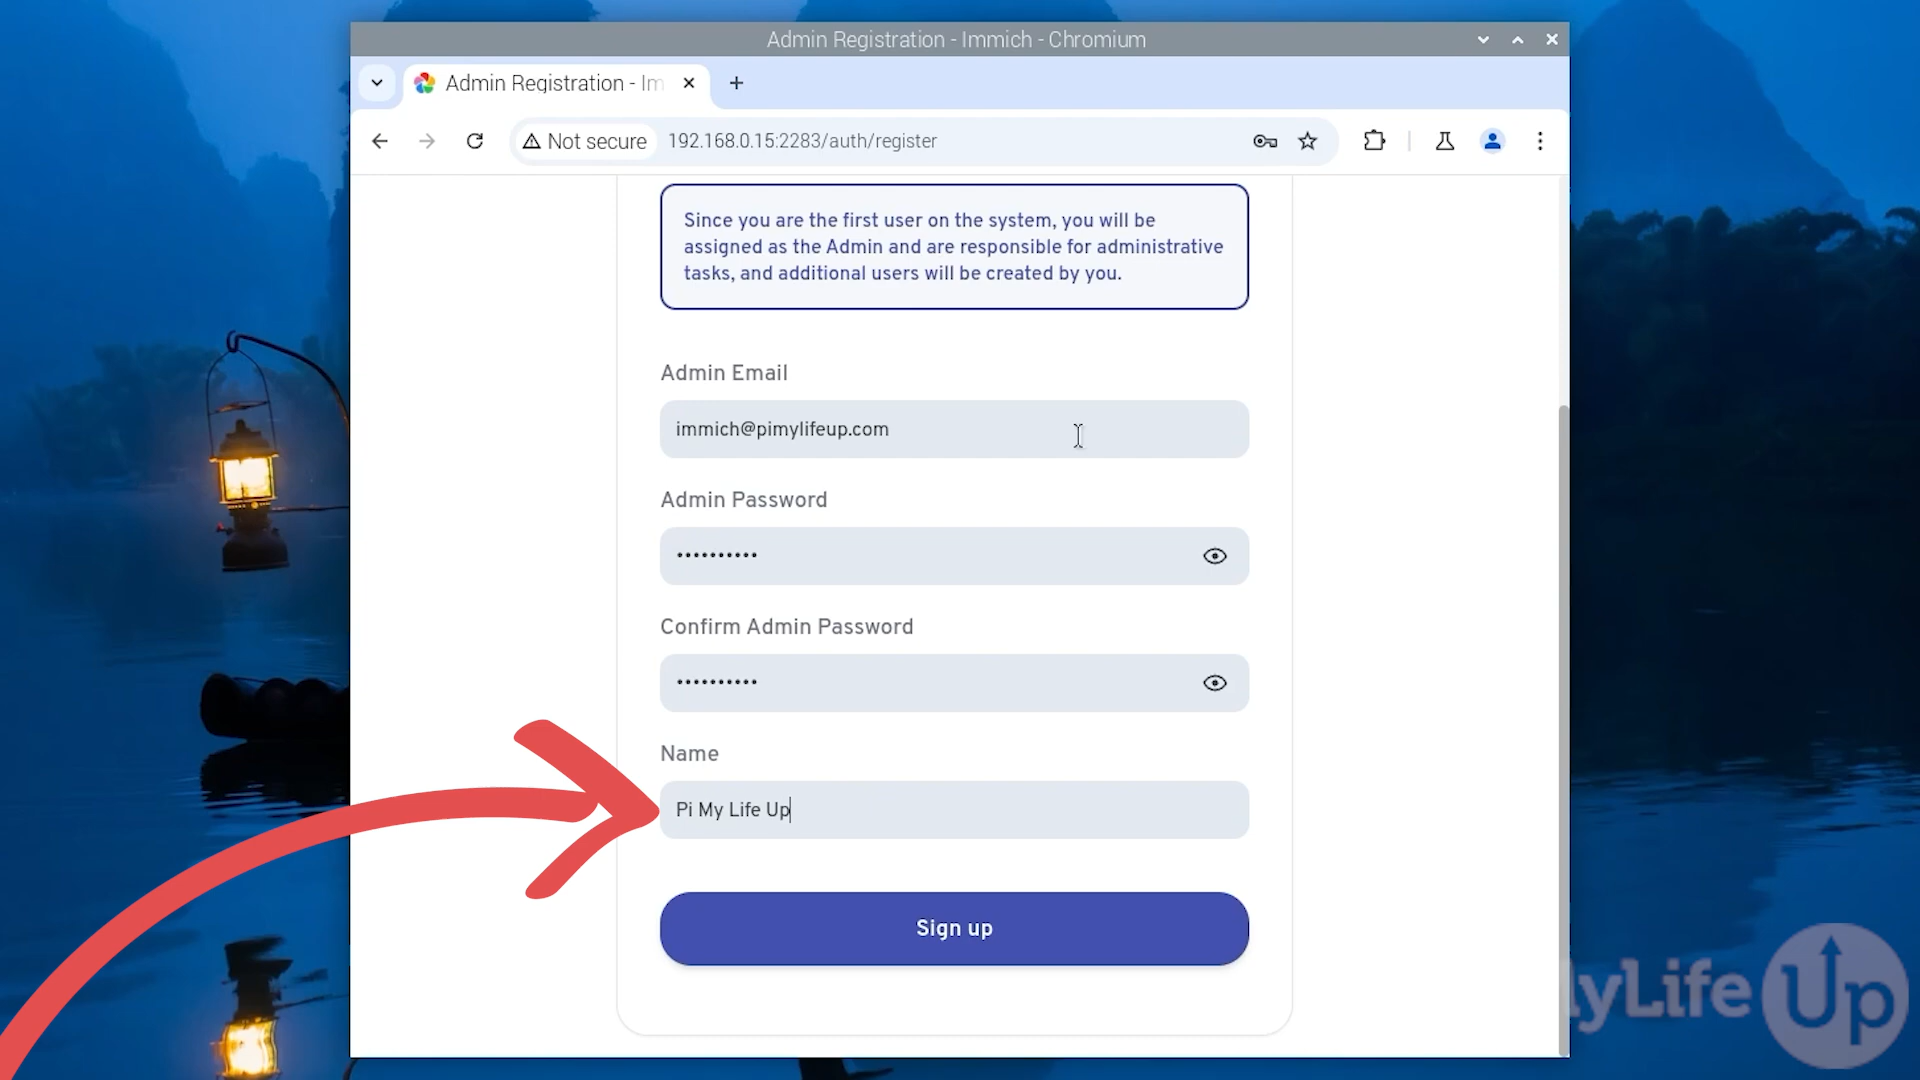 Admin Registration - Immich - Chromium
Admin Registration - Im
Not secure
192.168.0.15:2283/auth/register
Since you are the first user on the system, you will be
assigned as the Admin and are responsible for administrative
tasks, and additional users will be created by you.
Admin Email
immich@pimylifeup.com
Admin Password
••••••••••
Confirm Admin Password
••••••••••
Name
Pi My Life Up
Sign up
MyLife Up